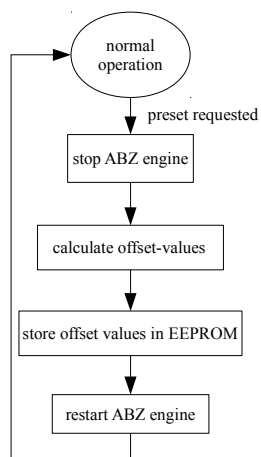 normal
operation
preset requested
stop ABZ engine
calculate offset-values
store offset values in EEPROM
restart ABZ engine